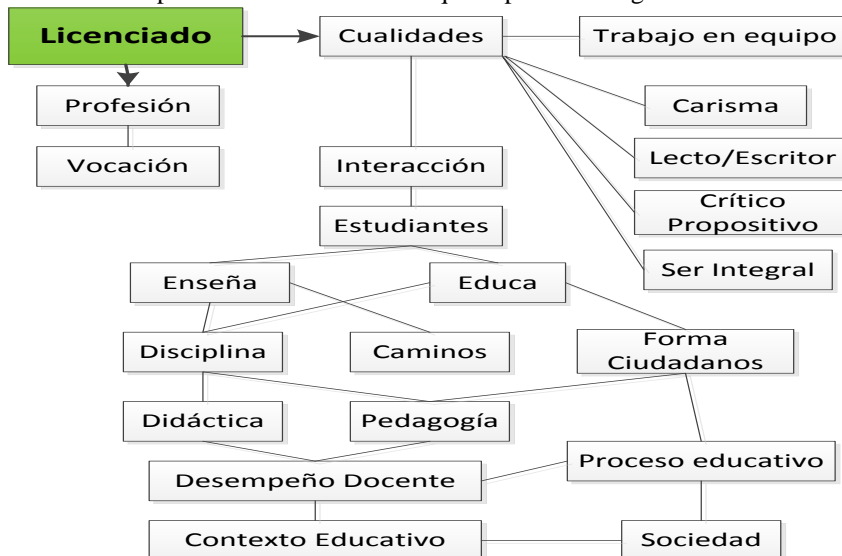 Licenciado
Cualidades
Trabajo en equipo
Profesión
Carisma
Vocación
Interacción
Lecto/Escritor
Crítico
Propositivo
Estudiantes
Ser Integral
Enseña
Educa
Disciplina
Caminos
Forma
Ciudadanos
Didáctica
Pedagogía
Proceso educativo
Desempeño Docente
Contexto Educativo
Sociedad